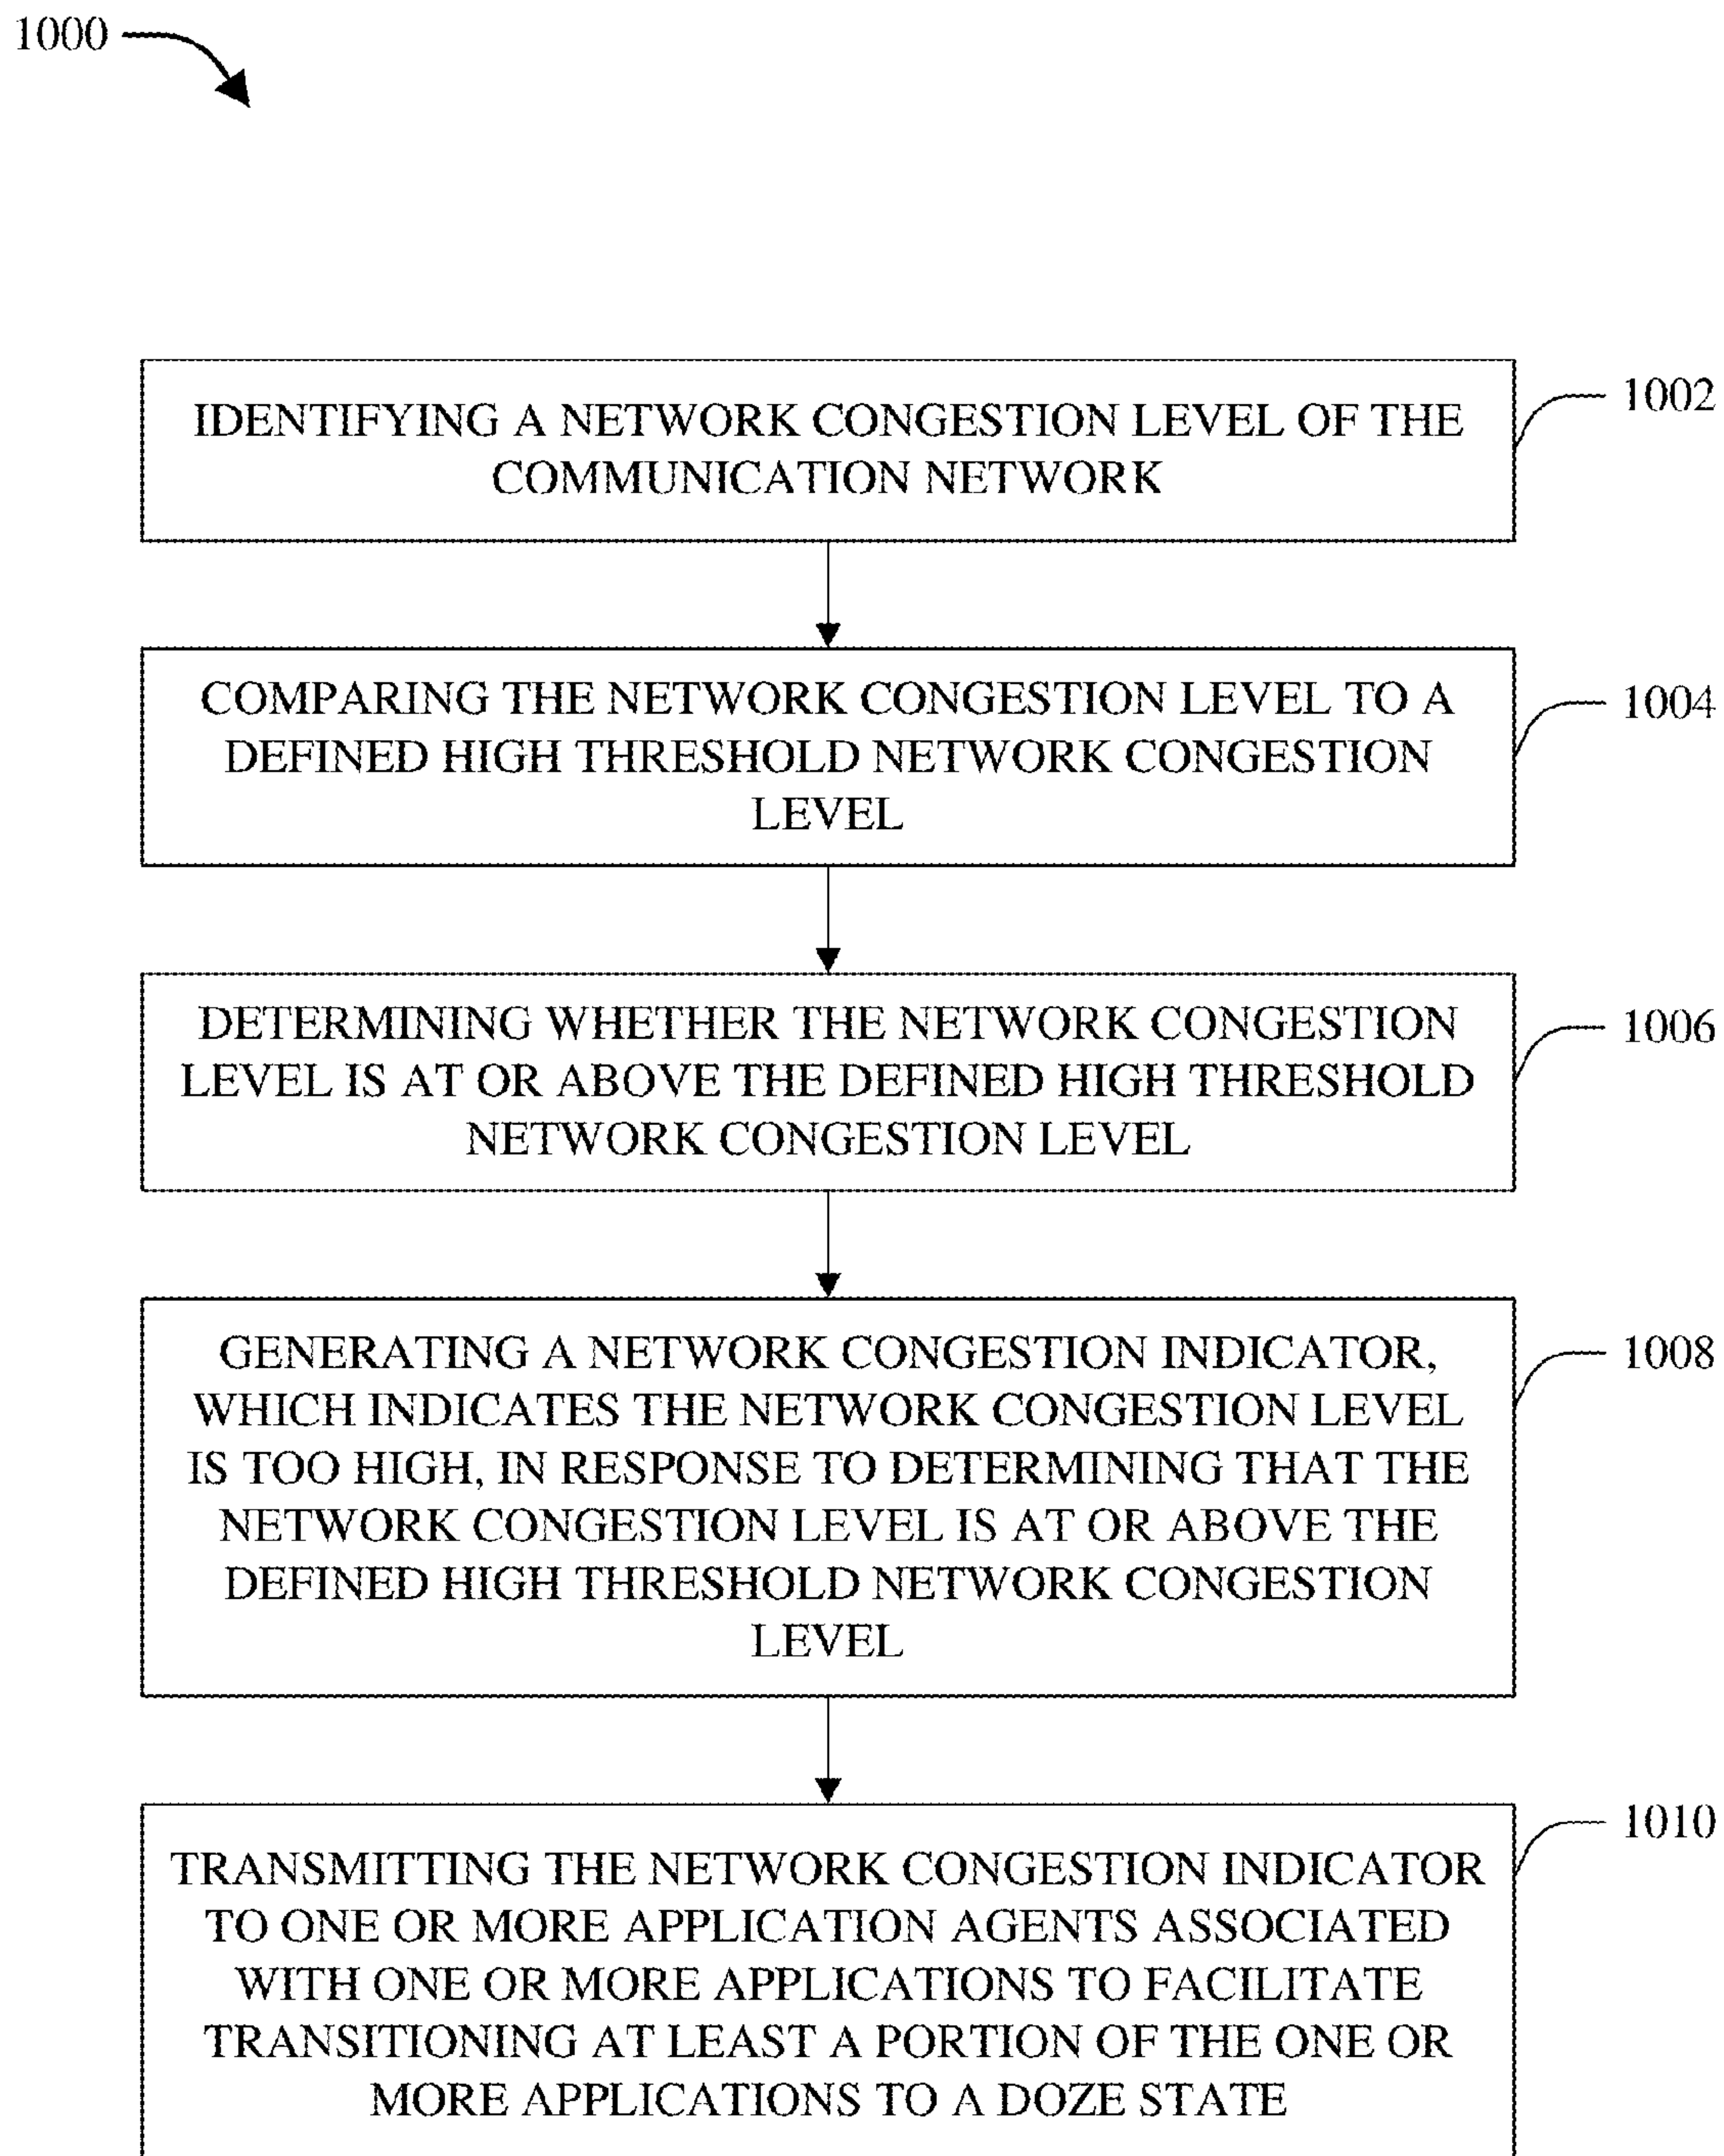 1000
IDENTIFYING A NETWORK CONGESTION LEVEL OF THE
COMMUNICATION NETWORK
1002
COMPARING THE NETWORK CONGESTION LEVEL TO A
DEFINED HIGH THRESHOLD NETWORK CONGESTION
LEVEL
1004
DETERMINING WHETHER THE NETWORK CONGESTION
LEVEL IS AT OR ABOVE THE DEFINED HIGH THRESHOLD
NETWORK CONGESTION LEVEL
1006
GENERATING A NETWORK CONGESTION INDICATOR,
WHICH INDICATES THE NETWORK CONGESTION LEVEL
IS TOO HIGH, IN RESPONSE TO DETERMINING THAT THE
NETWORK CONGESTION LEVEL IS AT OR ABOVE THE
DEFINED HIGH THRESHOLD NETWORK CONGESTION
LEVEL
1008
TRANSMITTING THE NETWORK CONGESTION INDICATOR
TO ONE OR MORE APPLICATION AGENTS ASSOCIATED
WITH ONE OR MORE APPLICATIONS TO FACILITATE
TRANSITIONING AT LEAST A PORTION OF THE ONE OR
MORE APPLICATIONS TO A DOZE STATE
1010